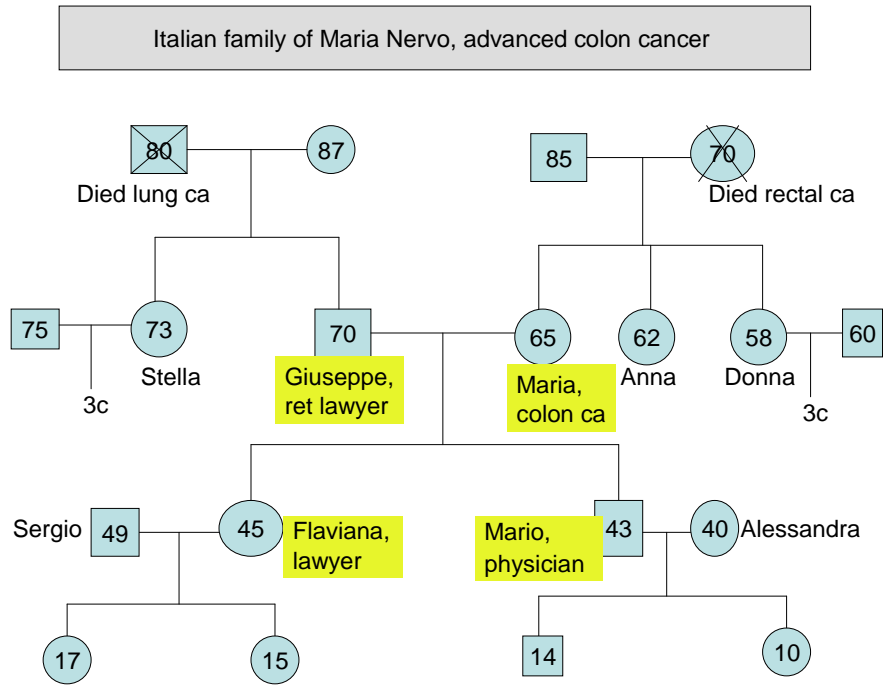 Italian family of Maria Nervo, advanced colon cancer
80
87
85
70
Died lung ca
Died rectal ca
75
73
70
65
62
58
60
Stella
Giuseppe,
ret lawyer
Maria,
colon ca
Anna
Donna
3c
3c
Sergio
49
45
Flaviana,
lawyer
Mario,
physician
43
40
Alessandra
17
15
14
10